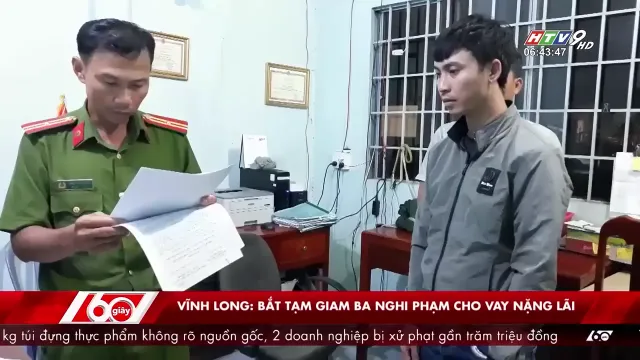 HTV9 HD
06:43:47
60 giây
VĨNH LONG: BẮT TẠM GIAM BA NGHI PHẠM CHO VAY NẶNG LÃI
kg túi đựng thực phẩm không rõ nguồn gốc, 2 doanh nghiệp bị xử phạt gần trăm triệu đồng
60